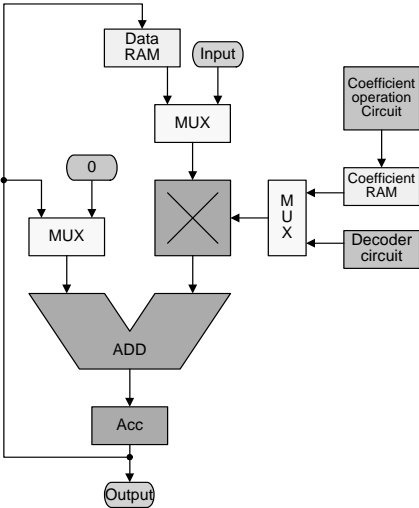 Data
RAM
Input
Coefficient
operation
Circuit
MUX
0
Coefficient
RAM
M
U
X
MUX
Decoder
circuit
ADD
Acc
Output